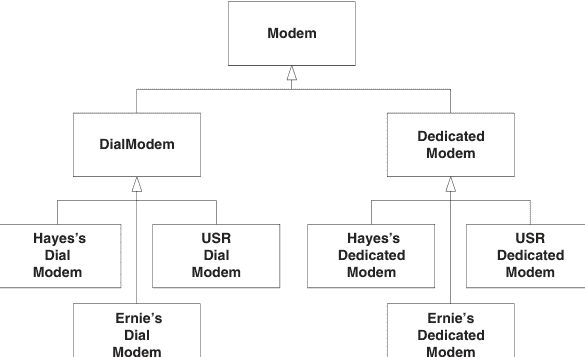 Modem
DialModem
Dedicated
Modem
Hayes's
Dial
Modem
USR
Dial
Modem
Hayes's
Dedicated
Modem
USR
Dedicated
Modem
Ernie's
Dial
Modem
Ernie's
Dedicated
Modem